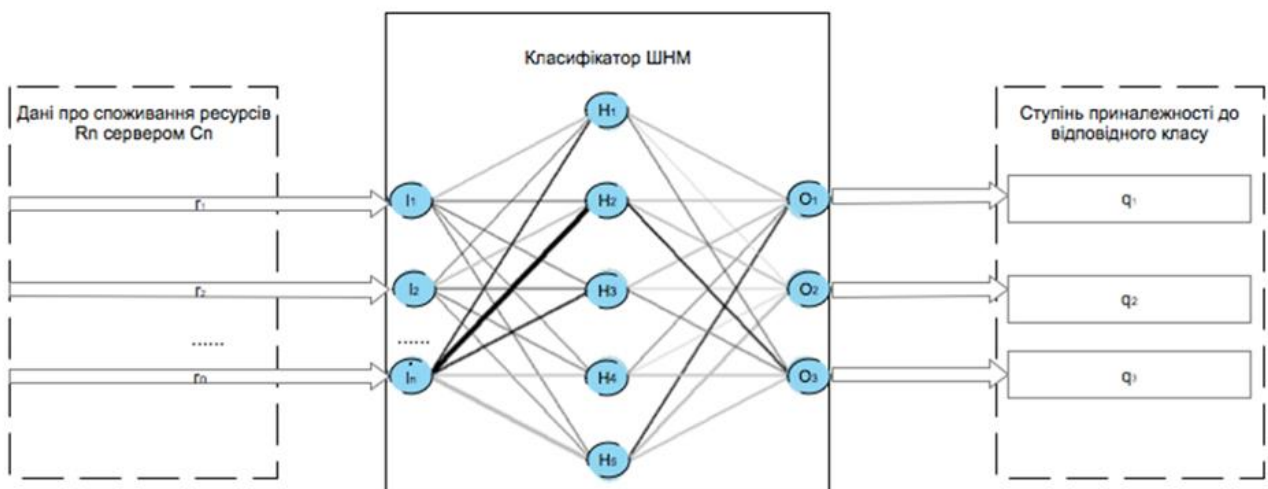 Класифікатор ШНМ
Дані про споживання ресурсів
Rn сервером Cn
Ступінь приналежності до
відповідного класу
H1
r1
I1
H2
O1
q1
r2
I2
H3
O2
q2
......
......
rn
In
H4
O3
q3
H5